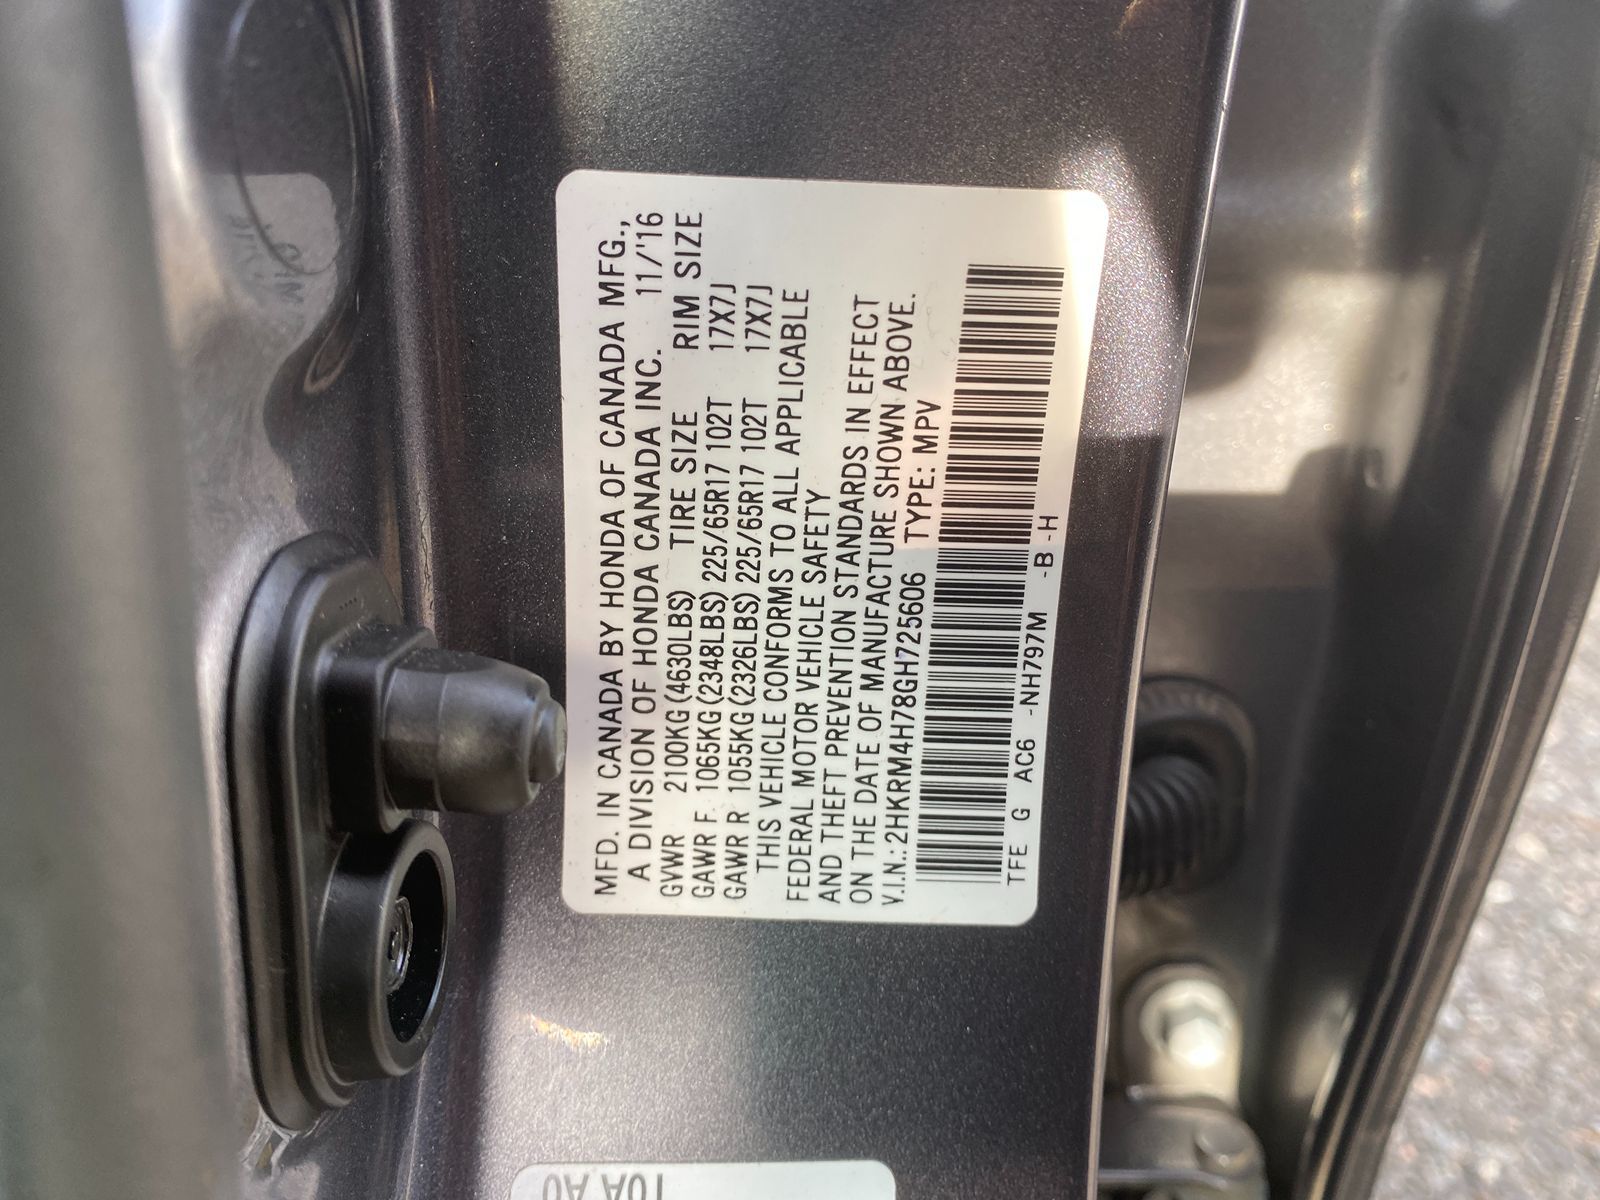 MFD. IN CANADA BY HONDA OF CANADA MFG.,
A DIVISION OF HONDA CANADA INC. 11/'16
GVWR 2100KG(4630LBS) TIRE SIZE RIM SIZE
GAWR F. 1065KG(2348LBS) 225/65R17 102T 17X7J
GAWR R 1055KG(2326LBS) 225/65R17 102T 17X7J
THIS VEHICLE CONFORMS TO ALL APPLICABLE
FEDERAL MOTOR VEHICLE SAFETY
AND THEFT PREVENTION STANDARDS IN EFFECT
ON THE DATE OF MANUFACTURE SHOWN ABOVE.
V.I.N.: 2HKRM4H78GH725606 TYPE: MPV
TFE G AC6 -NH797M -B -H